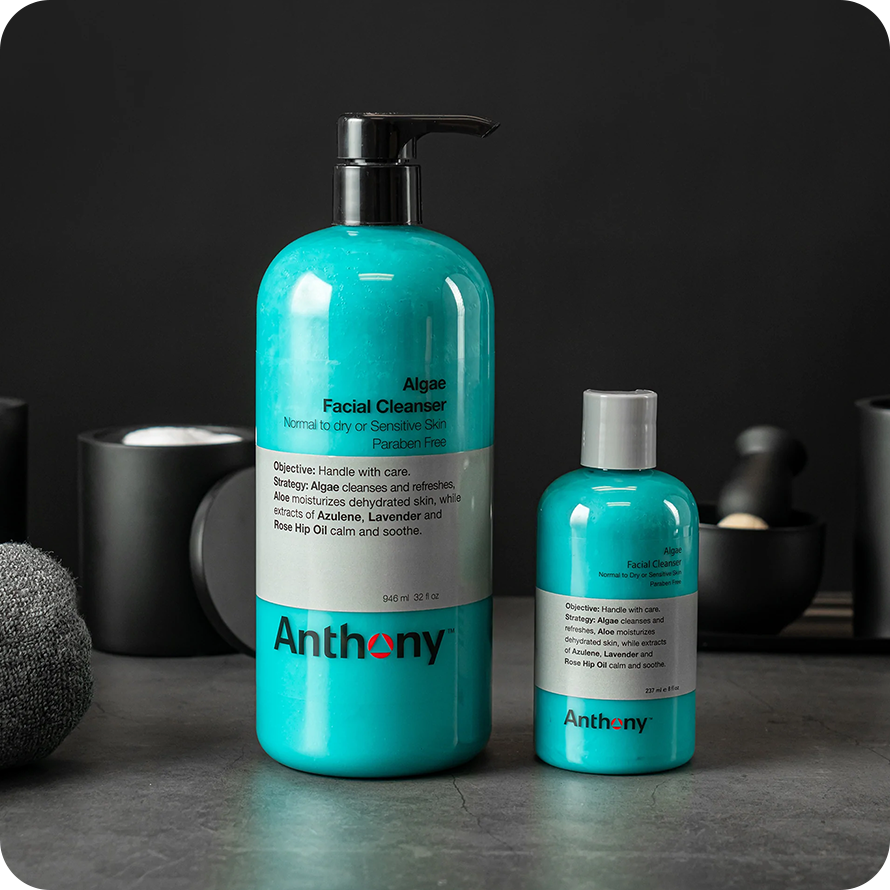 Algae
Facial Cleanser
Normal to dry or Sensitive Skin
Paraben Free
Objective: Handle with care.
Strategy: Algae cleanses and refreshes,
Aloe moisturizes dehydrated skin, while
extracts of Azulene, Lavender and
Rose Hip Oil calm and soothe.
946 ml 32 fl oz
Anthony™
Algae
Facial Cleanser
Normal to Dry or Sensitive Skin
Paraben Free
Objective: Handle with care.
Strategy: Algae cleanses and
refreshes, Aloe moisturizes
dehydrated skin, while extracts
of Azulene, Lavender and
Rose Hip Oil calm and soothe.
237 ml e 8 fl oz
Anthony™